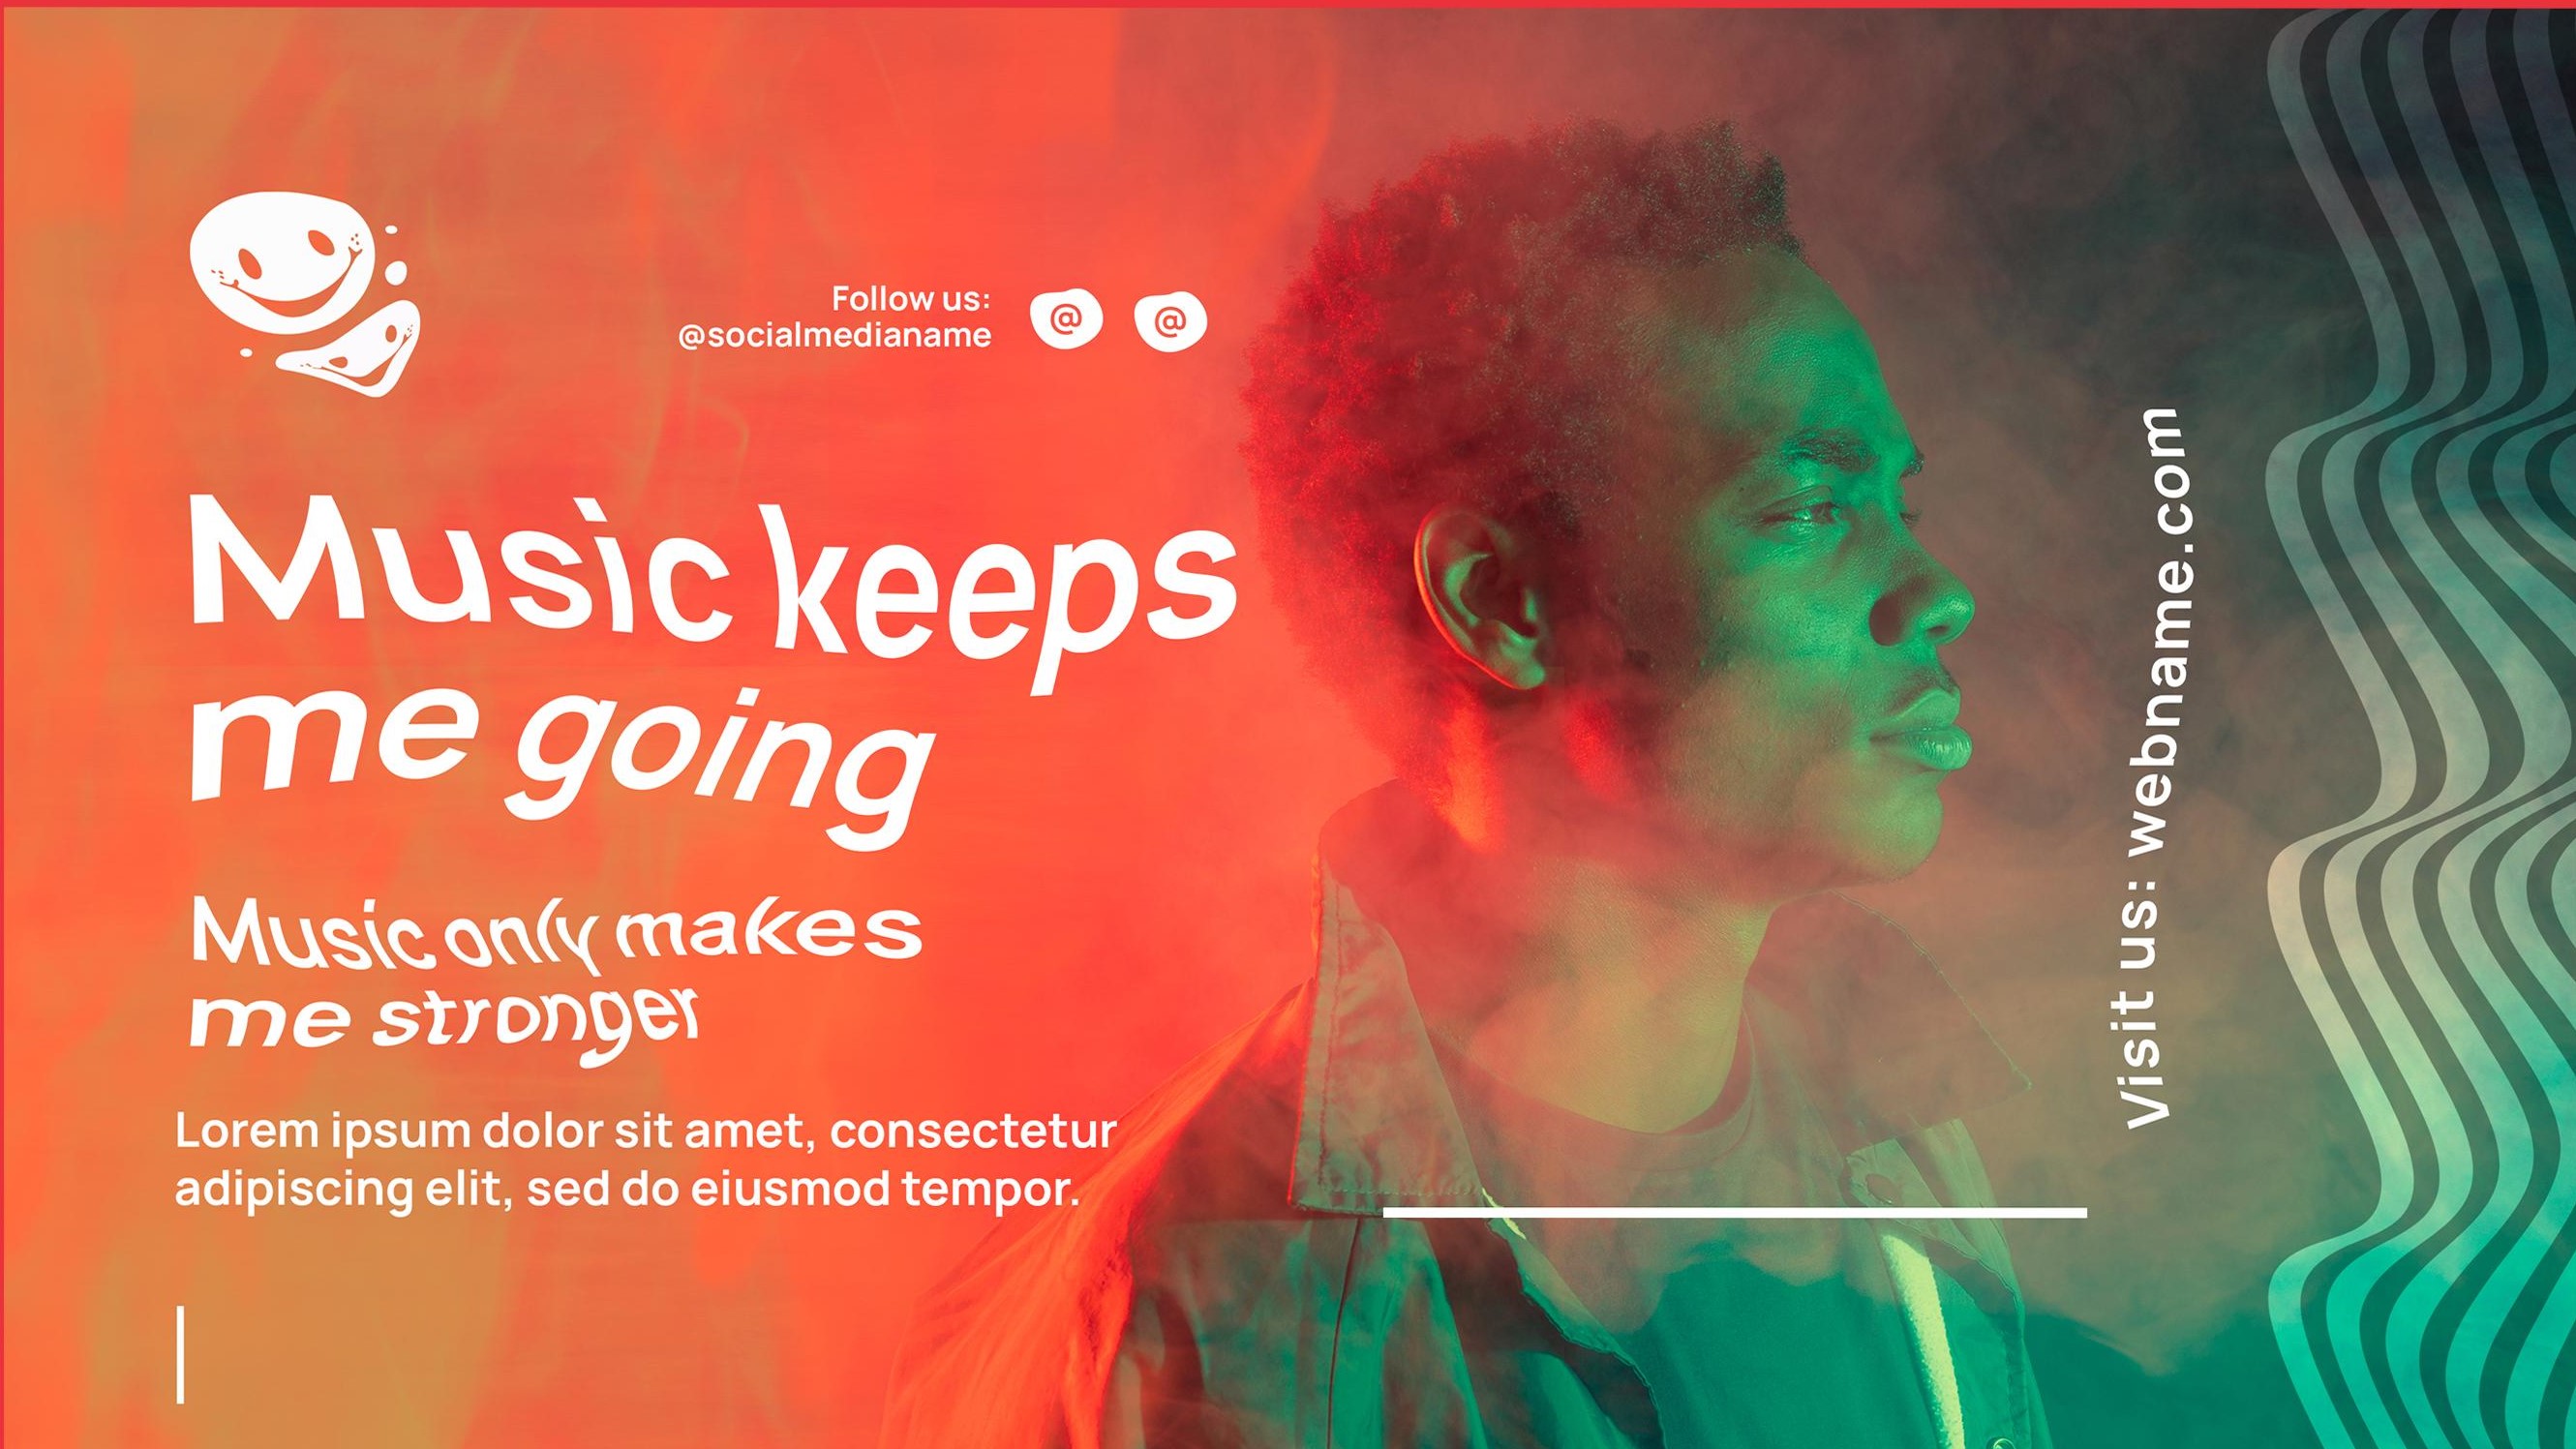 Follow us:
@socialmedianame
@ @
Music keeps
me going
Music only makes
me stronger
Lorem ipsum dolor sit amet, consectetur
adipiscing elit, sed do eiusmod tempor.
Visit us: webname.com